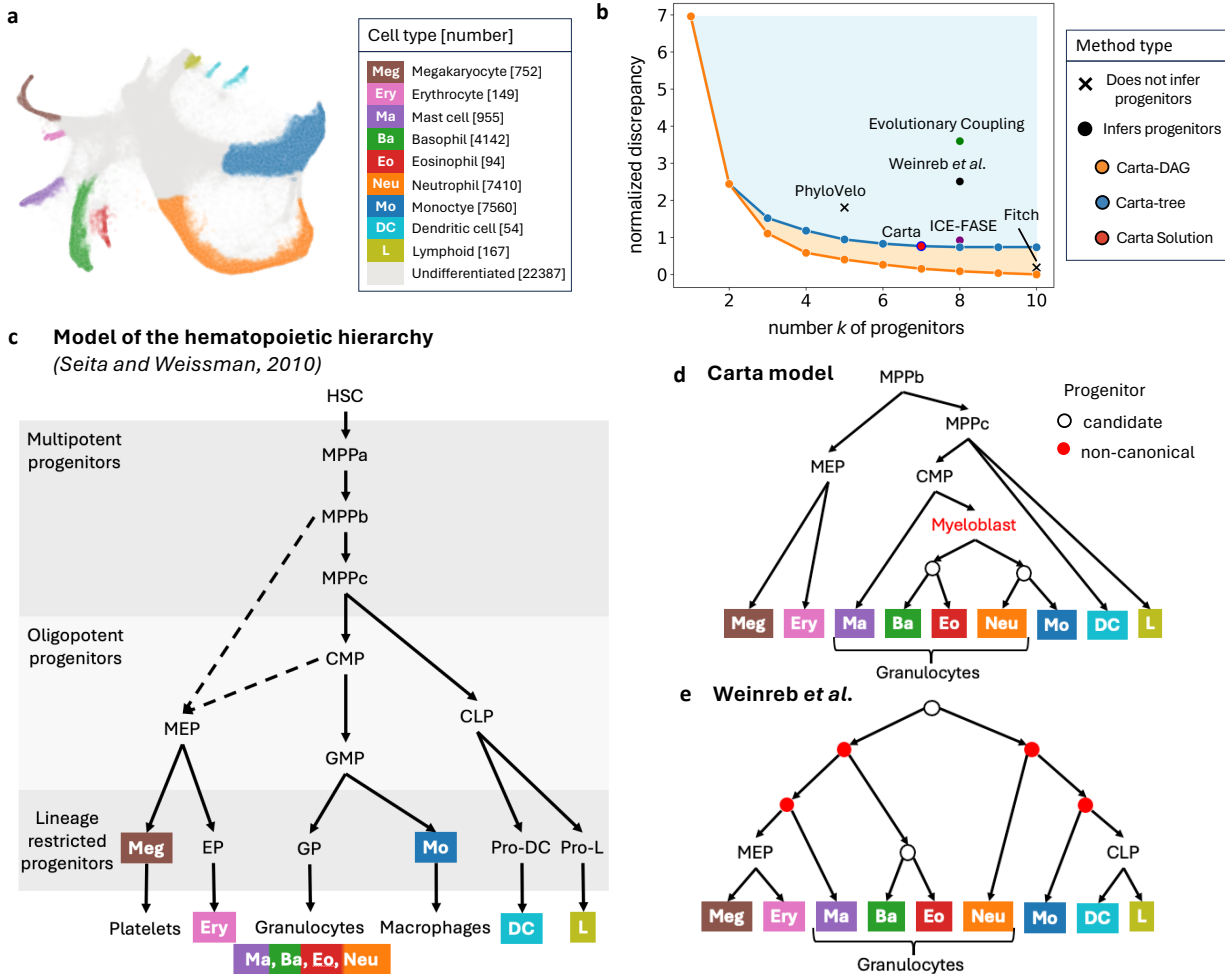 a
Cell type [number]
Meg Megakaryocyte [752]
Ery Erythrocyte [149]
Ma Mast cell [955]
Ba Basophil [4142]
Eo Eosinophil [94]
Neu Neutrophil [7410]
Mo Monoctye [7560]
DC Dendritic cell [54]
L Lymphoid [167]
Undifferentiated [22387]
b
normalized discrepancy
7
6
5
4
3
2
1
0
2 4 6 8 10
number k of progenitors
Evolutionary Coupling
Weinreb et al.
PhyloVelo
Carta
ICE-FASE
Fitch
Method type
Does not infer
progenitors
Infers progenitors
Carta-DAG
Carta-tree
Carta Solution
c Model of the hematopoietic hierarchy
(Seita and Weissman, 2010)
HSC
Multipotent
progenitors
MPPa
MPPb
MPPc
Oligopotent
progenitors
CMP
MEP
CLP
GMP
Lineage
restricted
progenitors
Meg EP GP Mo Pro-DC Pro-L
Platelets Ery Granulocytes Macrophages DC L
Ma, Ba, Eo, Neu
d Carta model
MPPb
Progenitor
candidate
non-canonical
MPPc
MEP
CMP
Myeloblast
Meg Ery Ma Ba Eo Neu Mo DC L
Granulocytes
e Weinreb et al.
MEP
CLP
Meg Ery Ma Ba Eo Neu Mo DC L
Granulocytes